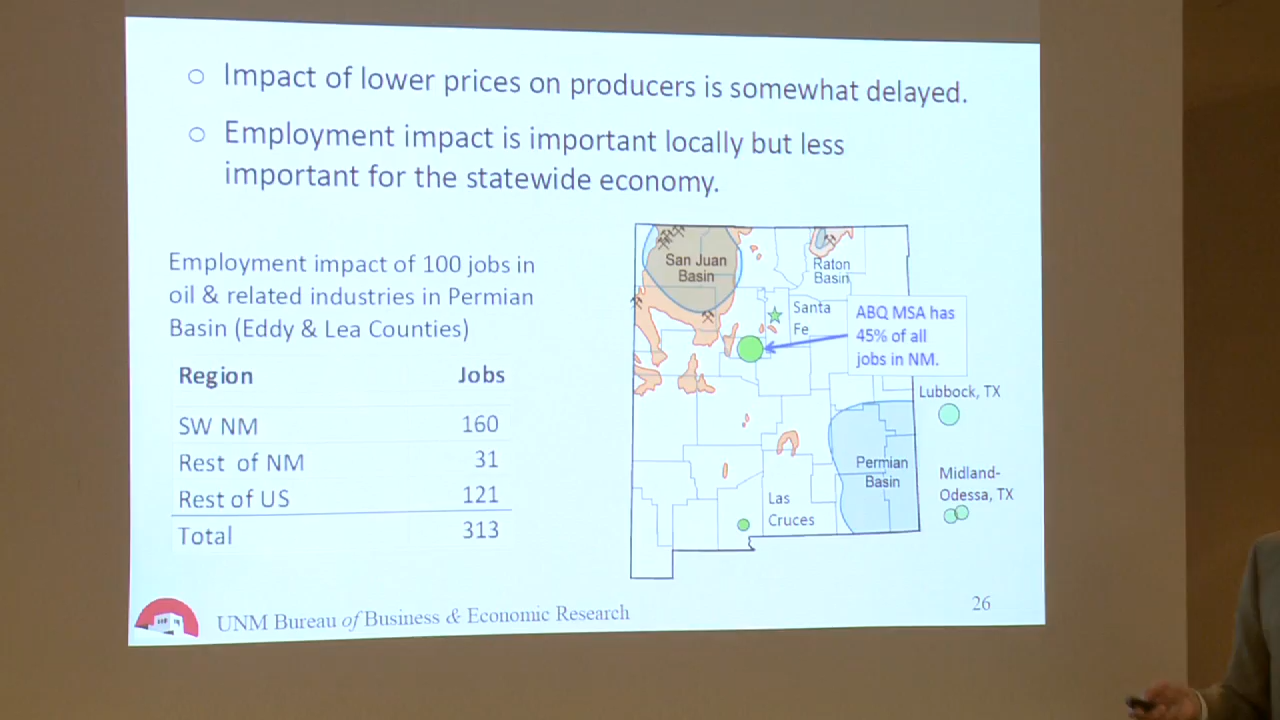 ○ Impact of lower prices on producers is somewhat delayed.
○ Employment impact is important locally but less
important for the statewide economy.
Employment impact of 100 jobs in
oil & related industries in Permian
Basin (Eddy & Lea Counties)
Region Jobs
SW NM 160
Rest of NM 31
Rest of US 121
Total 313
San Juan
Basin
Raton
Basin
Santa
Fe
ABQ MSA has
45% of all
jobs in NM.
Lubbock, TX
Permian
Basin
Midland-
Odessa, TX
Las
Cruces
UNM Bureau of Business & Economic Research
26